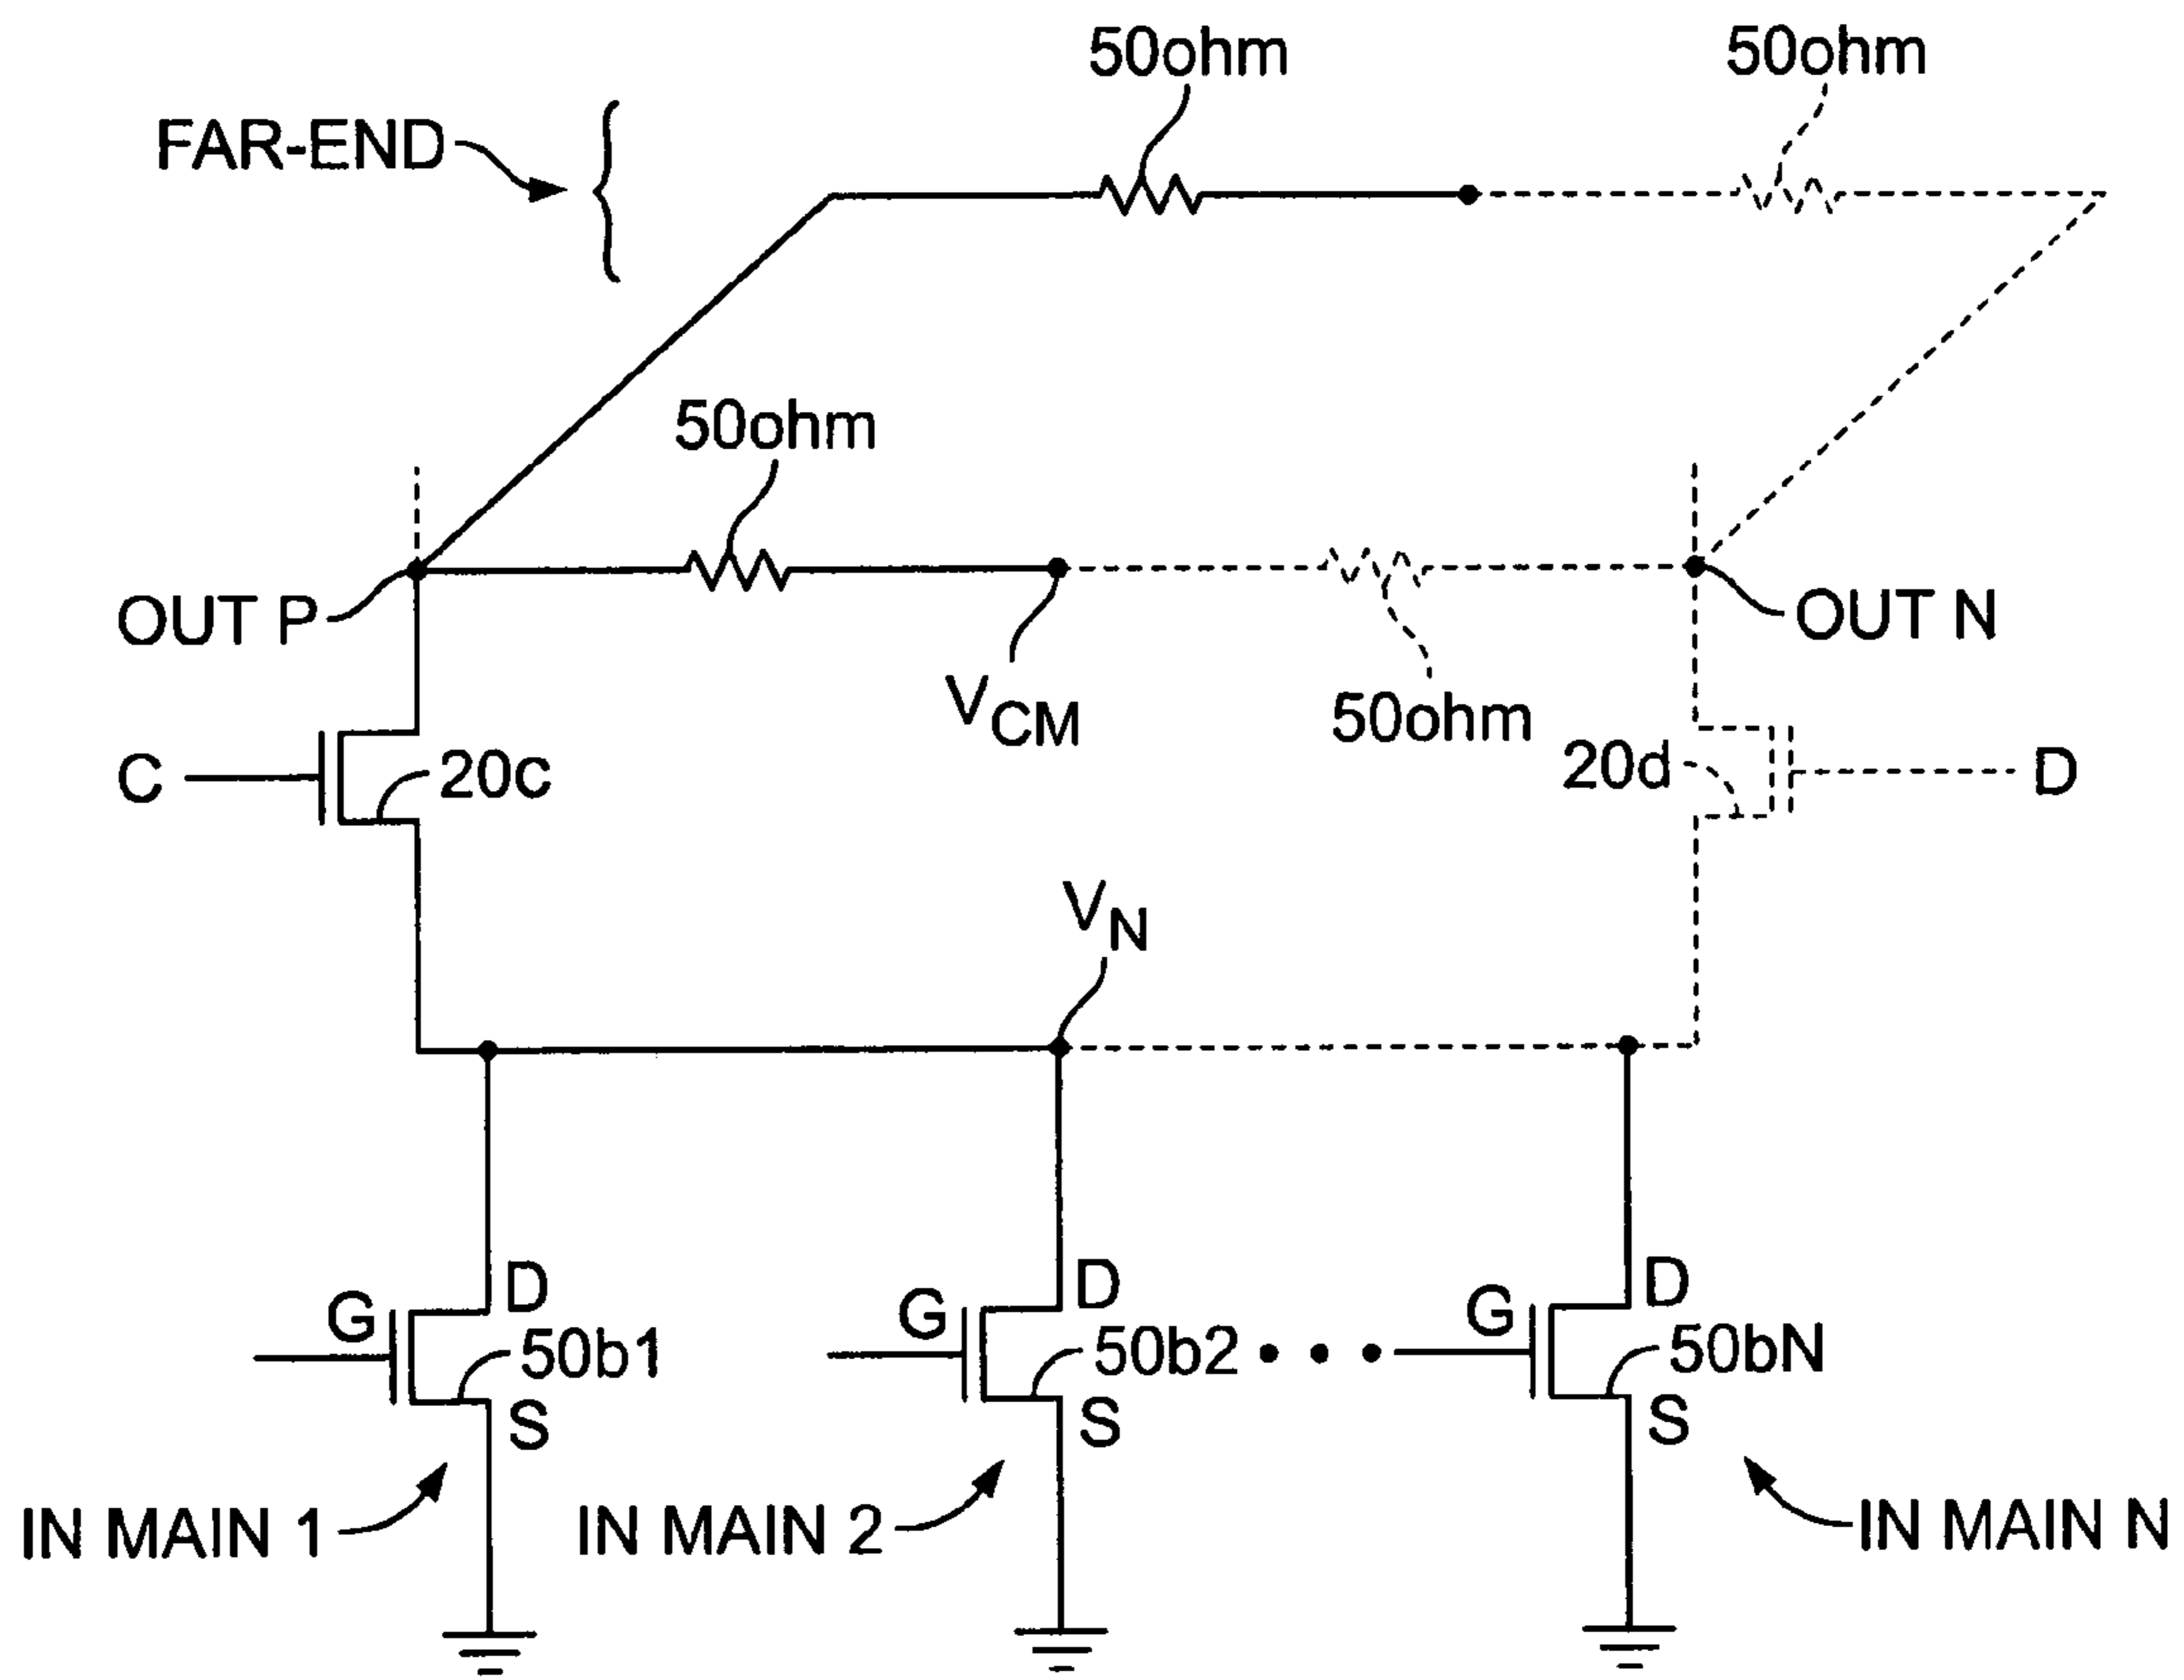 50ohm
50ohm
FAR-END
50ohm
OUT P
OUT N
VCM
50ohm
C
20c
20d
D
VN
G
D
50b1
S
G
D
50b2
S
G
D
50bN
S
IN MAIN 1
IN MAIN 2
IN MAIN N